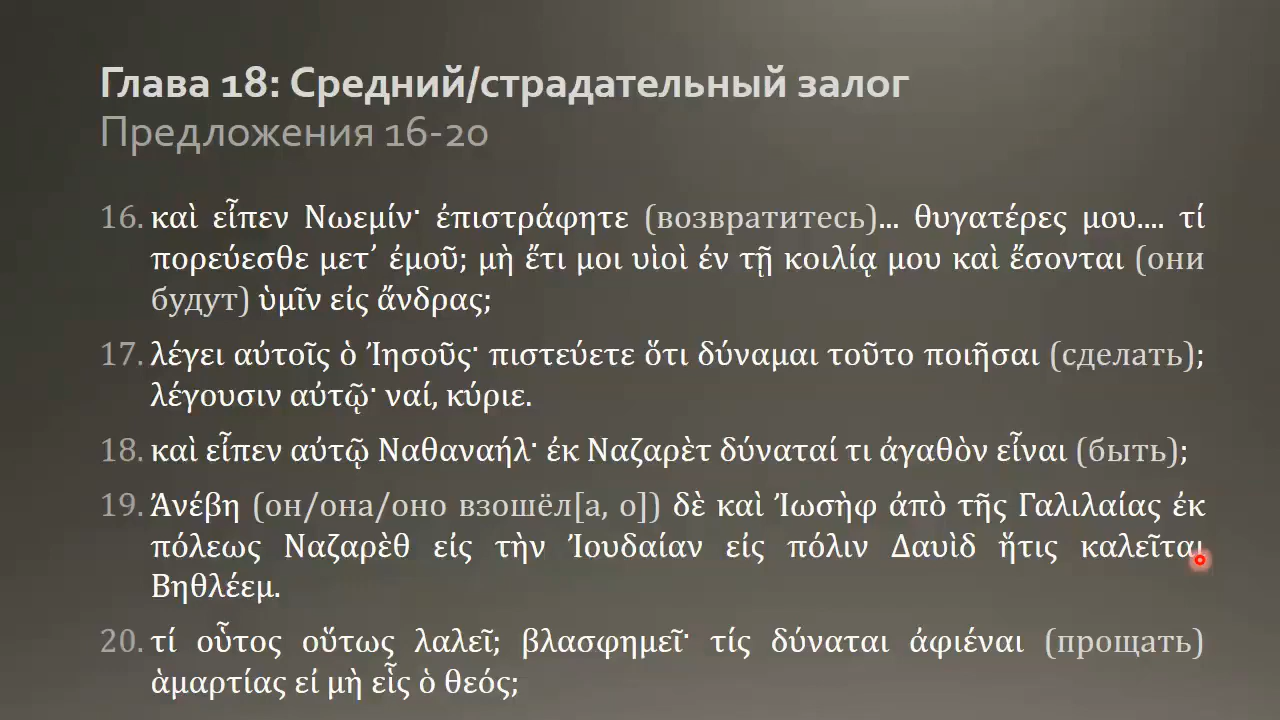 Глава 18: Средний/страдательный залог
Предложения 16-20
16. καὶ εἶπεν Νωεμίν· ἐπιστράφητε (возвратитесь)... θυγατέρες μου.... τί
πορεύεσθε μετ’ ἐμοῦ; μὴ ἔτι μοι υἱοὶ ἐν τῇ κοιλίᾳ μου καὶ ἔσονται (они
будут) ὑμῖν εἰς ἄνδρας;
17. λέγει αὐτοῖς ὁ Ἰησοῦς· πιστεύετε ὅτι δύναμαι τοῦτο ποιῆσαι (сделать);
λέγουσιν αὐτῷ· ναί, κύριε.
18. καὶ εἶπεν αὐτῷ Ναθαναήλ· ἐκ Ναζαρὲτ δύναταί τι ἀγαθὸν εἶναι (быть);
19. Ἀνέβη (он/она/оно взошёл[а, о]) δὲ καὶ Ἰωσὴφ ἀπὸ τῆς Γαλιλαίας ἐκ
πόλεως Ναζαρὲθ εἰς τὴν Ἰουδαίαν εἰς πόλιν Δαυὶδ ἥτις καλεῖται
Βηθλέεμ.
20. τί οὗτος οὕτως λαλεῖ; βλασφημεῖ· τίς δύναται ἀφιέναι (прощать)
ἁμαρτίας εἰ μὴ εἷς ὁ θεός;